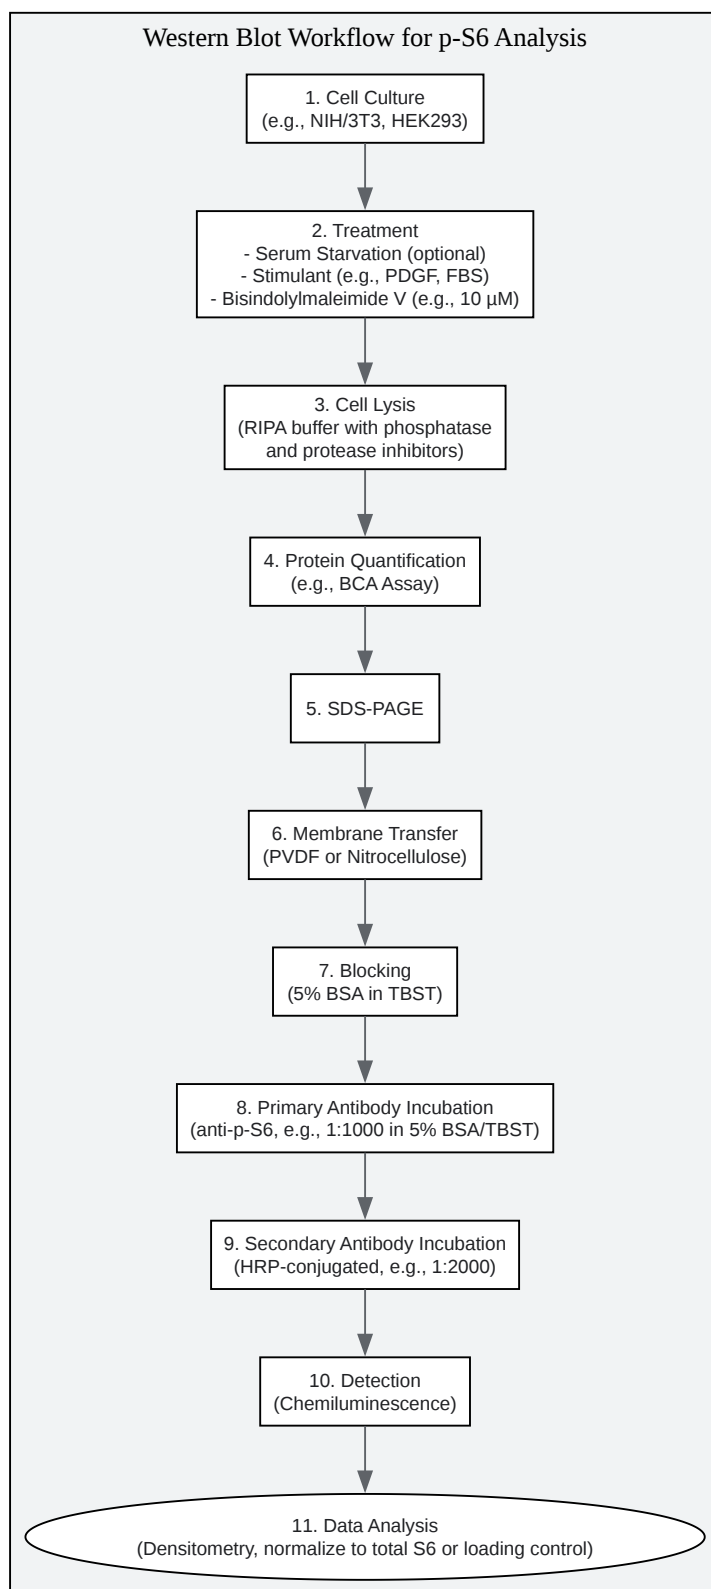 Western Blot Workflow for p-S6 Analysis
1. Cell Culture
(e.g., NIH/3T3, HEK293)
2. Treatment
- Serum Starvation (optional)
- Stimulant (e.g., PDGF, FBS)
- Bisindolylmaleimide V (e.g., 10 µM)
3. Cell Lysis
(RIPA buffer with phosphatase
and protease inhibitors)
4. Protein Quantification
(e.g., BCA Assay)
5. SDS-PAGE
6. Membrane Transfer
(PVDF or Nitrocellulose)
7. Blocking
(5% BSA in TBST)
8. Primary Antibody Incubation
(anti-p-S6, e.g., 1:1000 in 5% BSA/TBST)
9. Secondary Antibody Incubation
(HRP-conjugated, e.g., 1:2000)
10. Detection
(Chemiluminescence)
11. Data Analysis
(Densitometry, normalize to total S6 or loading control)